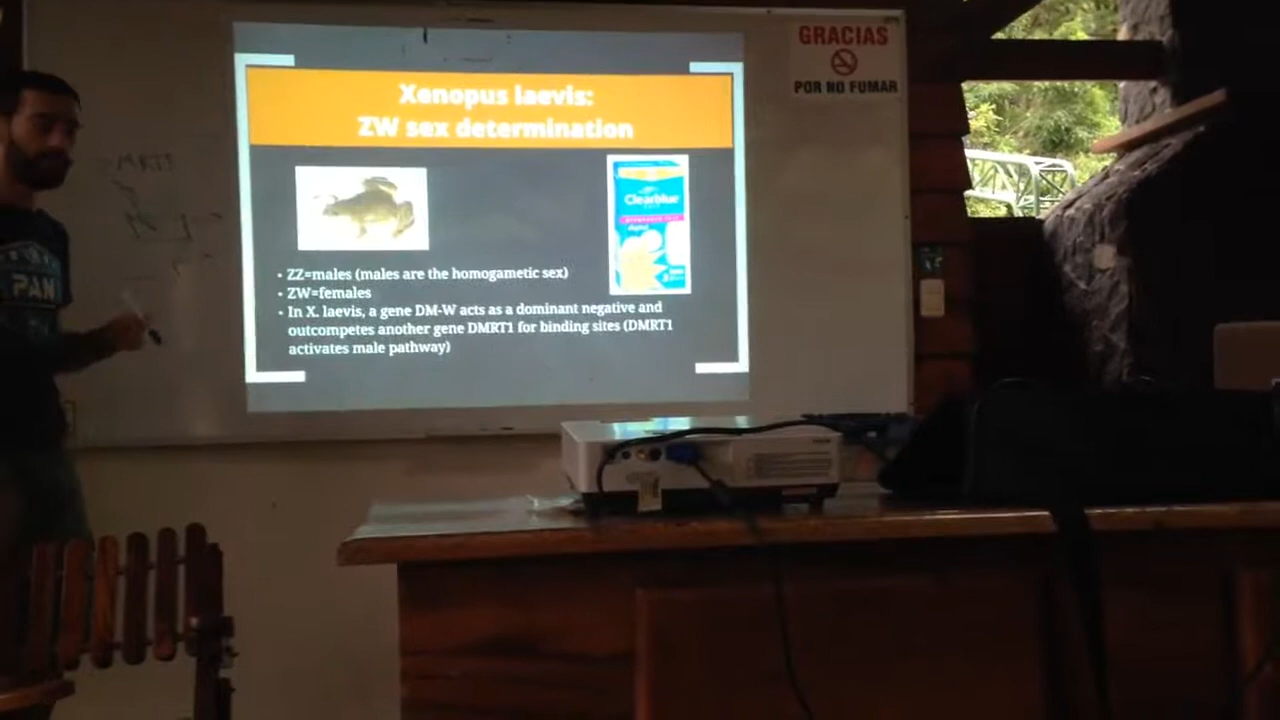 Xenopus laevis:
ZW sex determination
Clearblue
• ZZ=males (males are the homogametic sex)
• ZW=females
• In X. laevis, a gene DM-W acts as a dominant negative and
outcompetes another gene DMRT1 for binding sites (DMRT1
activates male pathway)
GRACIAS
POR NO FUMAR
PAN